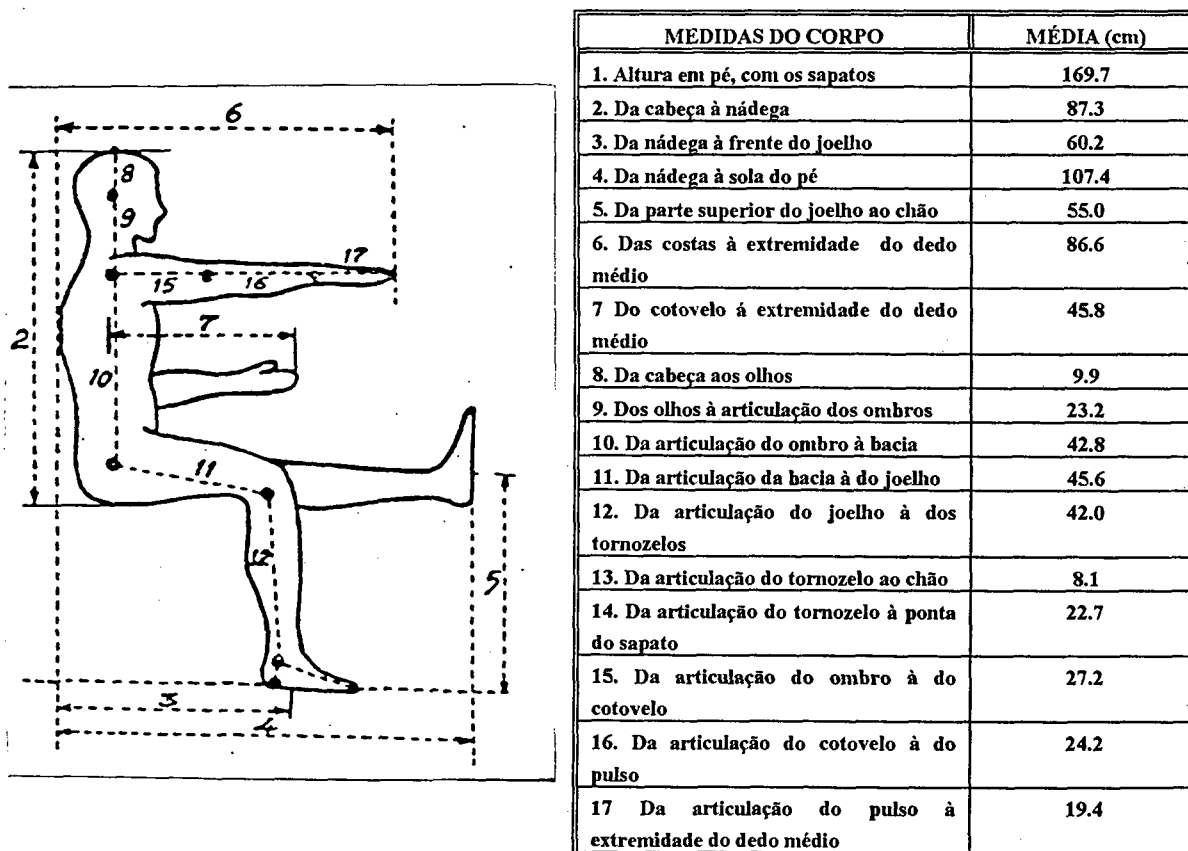 6
8
9
17
15
16
7
2
10
11
12
5
3
4
MEDIDAS DO CORPO MÉDIA (cm)
1. Altura em pé, com os sapatos 169.7
2. Da cabeça à nádega 87.3
3. Da nádega à frente do joelho 60.2
4. Da nádega à sola do pé 107.4
5. Da parte superior do joelho ao chão 55.0
6. Das costas à extremidade do dedo 86.6
médio
7 Do cotovelo á extremidade do dedo 45.8
médio
8. Da cabeça aos olhos 9.9
9. Dos olhos à articulação dos ombros 23.2
10. Da articulação do ombro à bacia 42.8
11. Da articulação da bacia à do joelho 45.6
12. Da articulação do joelho à dos 42.0
tornozelos
13. Da articulação do tornozelo ao chão 8.1
14. Da articulação do tornozelo à ponta 22.7
do sapato
15. Da articulação do ombro à do 27.2
cotovelo
16. Da articulação do cotovelo à do 24.2
pulso
17 Da articulação do pulso à 19.4
extremidade do dedo médio